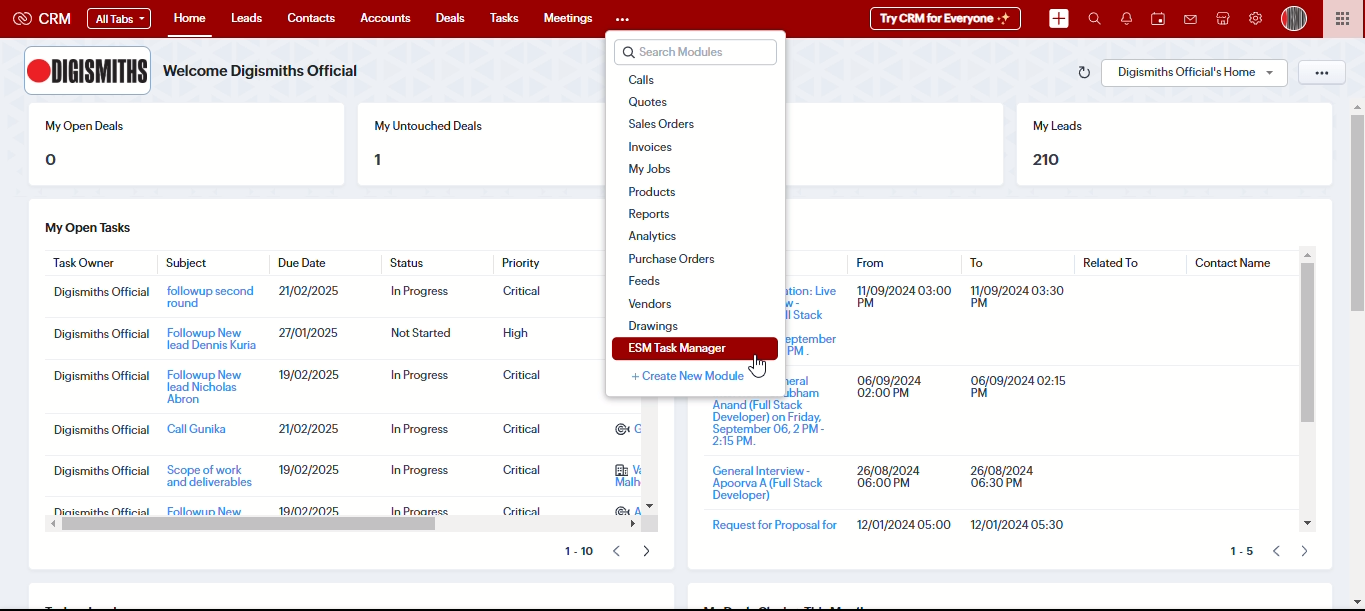 CRM All Tabs Home Leads Contacts Accounts Deals Tasks Meetings ... Try CRM for Everyone
DIGISMITHS Welcome Digismiths Official Digismiths Official's Home ...
My Open Deals
0
My Untouched Deals
1
My Leads
210
Search Modules
Calls
Quotes
Sales Orders
Invoices
My Jobs
Products
Reports
Analytics
Purchase Orders
Feeds
Vendors
Drawings
ESM Task Manager
+ Create New Module
My Open Tasks
Task Owner Subject Due Date Status Priority
Digismiths Official followup second round 21/02/2025 In Progress Critical
Digismiths Official Followup New lead Dennis Kuria 27/01/2025 Not Started High
Digismiths Official Followup New lead Nicholas Abron 19/02/2025 In Progress Critical
Digismiths Official Call Gunika 21/02/2025 In Progress Critical G
Digismiths Official Scope of work and deliverables 19/02/2025 In Progress Critical Va
Malh
Digismiths Official Followup New 19/02/2025 In Progress Critical A
1 - 10
From To Related To Contact Name
ation: Live
w -
ll Stack
eptember
PM .
11/09/2024 03:00 PM 11/09/2024 03:30 PM
neral
ubham
Anand (Full Stack
Developer) on Friday,
September 06, 2 PM -
2:15 PM.
06/09/2024 02:00 PM 06/09/2024 02:15 PM
General Interview -
Apoorva A (Full Stack
Developer)
26/08/2024 06:00 PM 26/08/2024 06:30 PM
Request for Proposal for 12/01/2024 05:00 12/01/2024 05:30
1 - 5